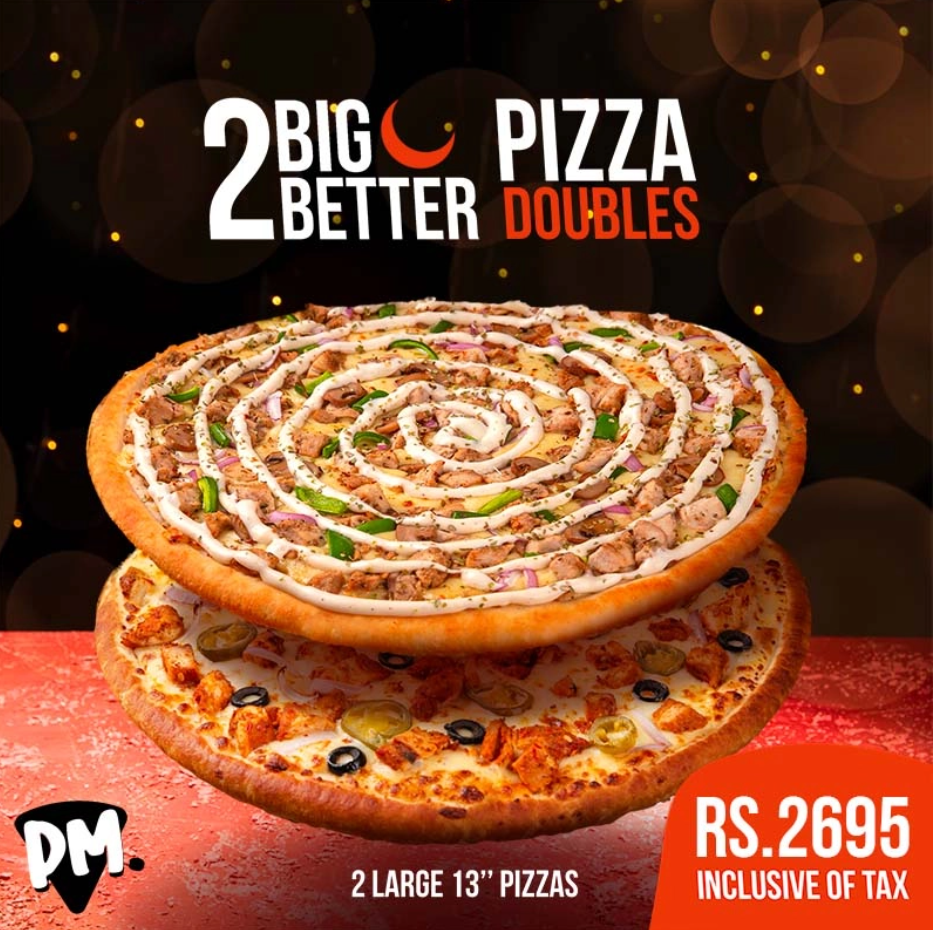 2 BIG BETTER
PIZZA DOUBLES
PM.
2 LARGE 13’’ PIZZAS
RS.2695
INCLUSIVE OF TAX